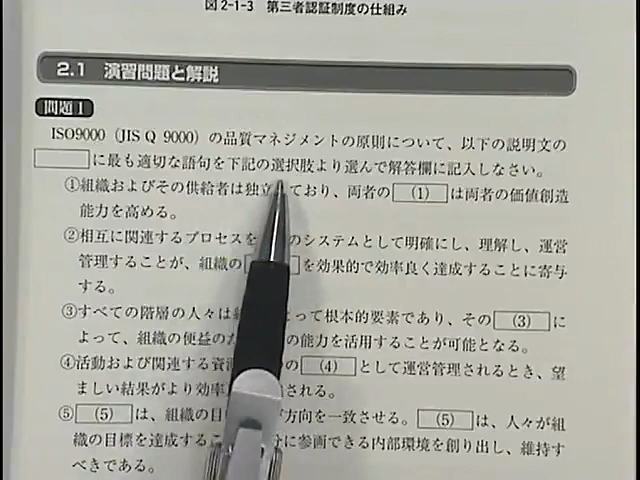 図2-1-3 第三者認証制度の仕組み
2.1 演習問題と解説
問題1
ISO9000（JIS Q 9000）の品質マネジメントの原則について、以下の説明文の
に最も適切な語句を下記の選択肢より選んで解答欄に記入しなさい。
①組織およびその供給者は独立 ており、両者の (1) は両者の価値創造
能力を高める。
②相互に関連するプロセスを のシステムとして明確にし、理解し、運営
管理することが、組織の を効果的で効率良く達成することに寄与
する。
③すべての階層の人々は って根本的要素であり、その (3) に
よって、組織の便益の の能力を活用することが可能となる。
④活動および関連する資 の (4) として運営管理されるとき、望
ましい結果がより効率 される。
⑤ (5) は、組織の目 方向を一致させる。 (5) は、人々が組
織の目標を達成する 分に参画できる内部環境を創り出し、維持す
べきである。